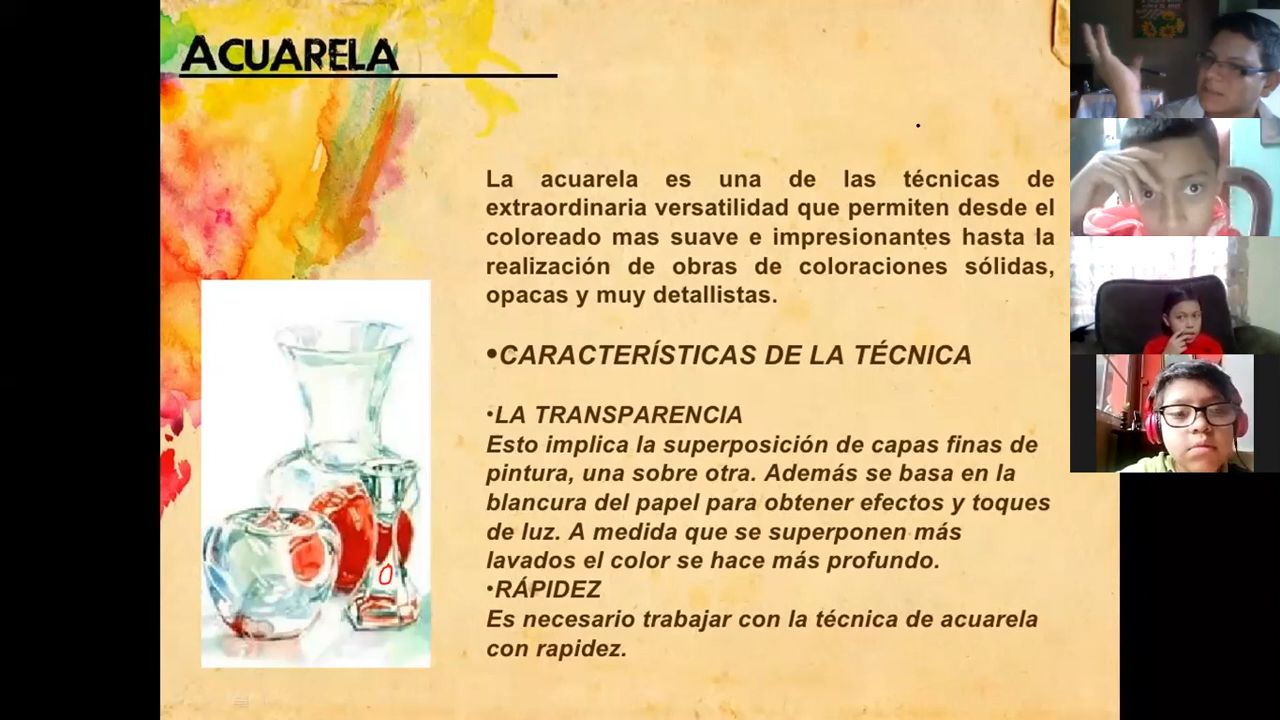 ACUARELA
La acuarela es una de las técnicas de
extraordinaria versatilidad que permiten desde el
coloreado mas suave e impresionantes hasta la
realización de obras de coloraciones sólidas,
opacas y muy detallistas.
•CARACTERÍSTICAS DE LA TÉCNICA
•LA TRANSPARENCIA
Esto implica la superposición de capas finas de
pintura, una sobre otra. Además se basa en la
blancura del papel para obtener efectos y toques
de luz. A medida que se superponen más
lavados el color se hace más profundo.
•RÁPIDEZ
Es necesario trabajar con la técnica de acuarela
con rapidez.